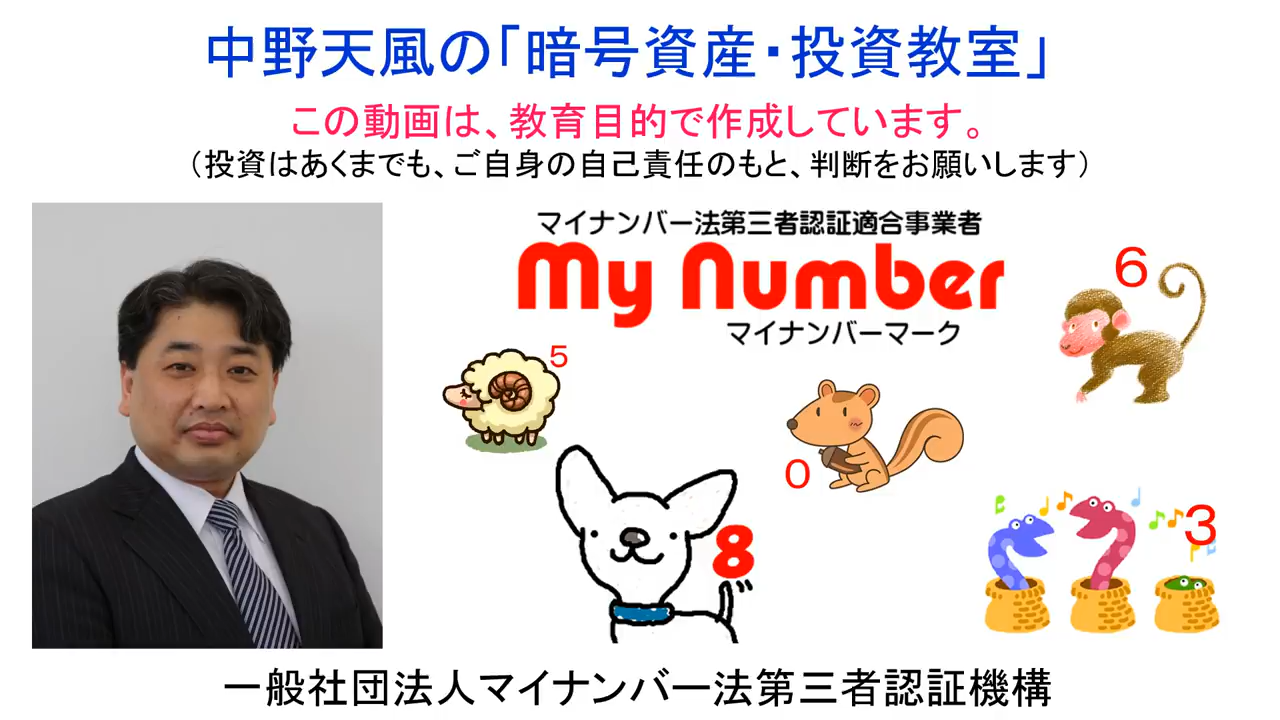 中野天風の「暗号資産・投資教室」
この動画は、教育目的で作成しています。
（投資はあくまでも、ご自身の自己責任のもと、判断をお願いします）
マイナンバー法第三者認証適合事業者
My Number
マイナンバーマーク
6
5
0
8
3
一般社団法人マイナンバー法第三者認証機構